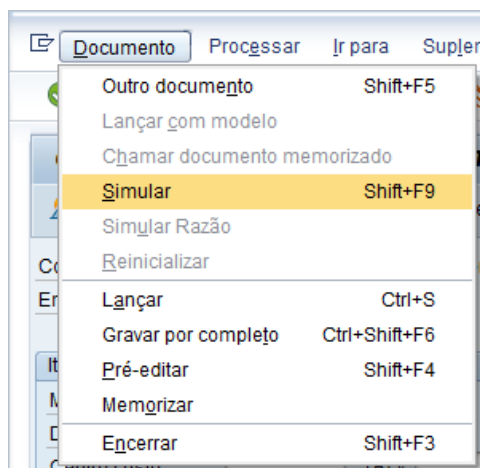 Documento Processar Ir para
Outro documento Shift+F5
Lançar com modelo
Chamar documento memorizado
Simular Shift+F9
Simular Razão
Reinicializar
Lançar Ctrl+S
Gravar por completo Ctrl+Shift+F6
Pré-editar Shift+F4
Memorizar
Encerrar Shift+F3